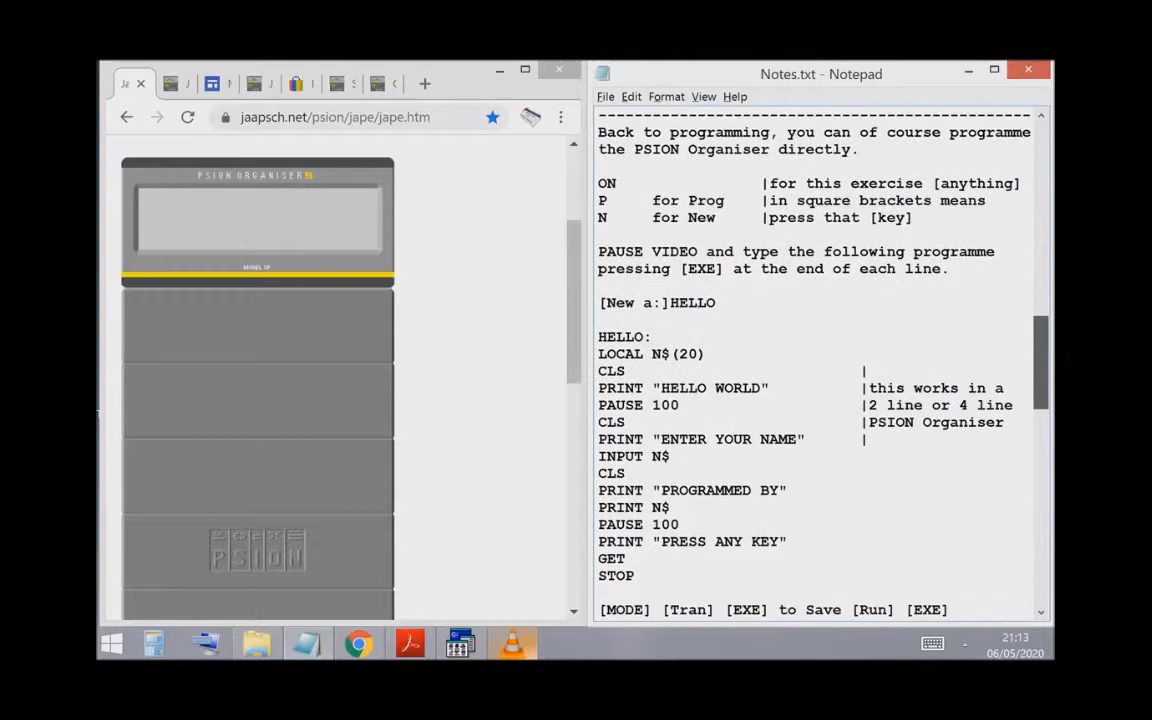 jaapsch.net/psion/jape/jape.htm
PSION ORGANISER
MODEL XP
PSION
Notes.txt - Notepad
File Edit Format View Help
-------------------------------------------------
Back to programming, you can of course programme
the PSION Organiser directly.
ON |for this exercise [anything]
P for Prog |in square brackets means
N for New |press that [key]
PAUSE VIDEO and type the following programme
pressing [EXE] at the end of each line.
[New a:]HELLO
HELLO:
LOCAL N$(20)
CLS |
PRINT "HELLO WORLD" |this works in a
PAUSE 100 |2 line or 4 line
CLS |PSION Organiser
PRINT "ENTER YOUR NAME" |
INPUT N$
CLS
PRINT "PROGRAMMED BY"
PRINT N$
PAUSE 100
PRINT "PRESS ANY KEY"
GET
STOP
[MODE] [Tran] [EXE] to Save [Run] [EXE]
21:13
06/05/2020